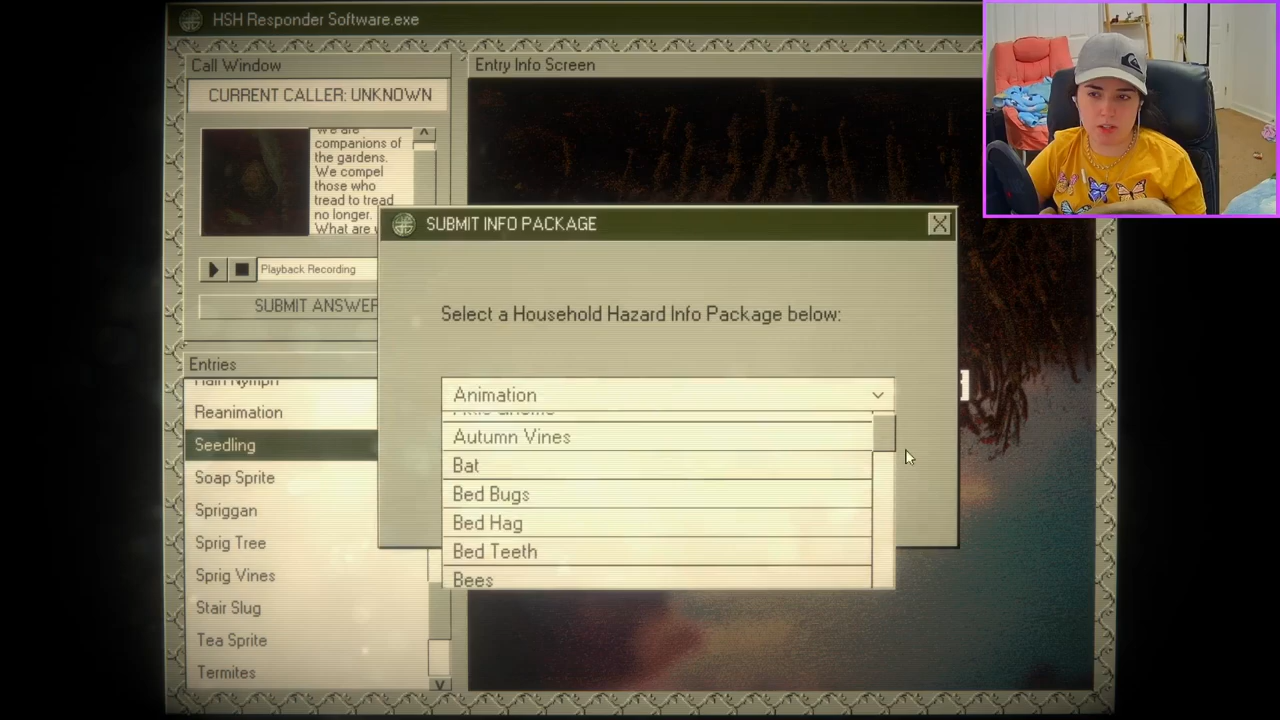 HSH Responder Software.exe
Call Window
Entry Info Screen
CURRENT CALLER: UNKNOWN
We are
companions of
the gardens.
We compel
those who
tread to tread
no longer.
What are
SUBMIT INFO PACKAGE
Playback Recording
SUBMIT ANSWER
Select a Household Hazard Info Package below:
Entries
Reanimation
Seedling
Soap Sprite
Spriggan
Sprig Tree
Sprig Vines
Stair Slug
Tea Sprite
Termites
Animation
Autumn Vines
Bat
Bed Bugs
Bed Hag
Bed Teeth
Bees